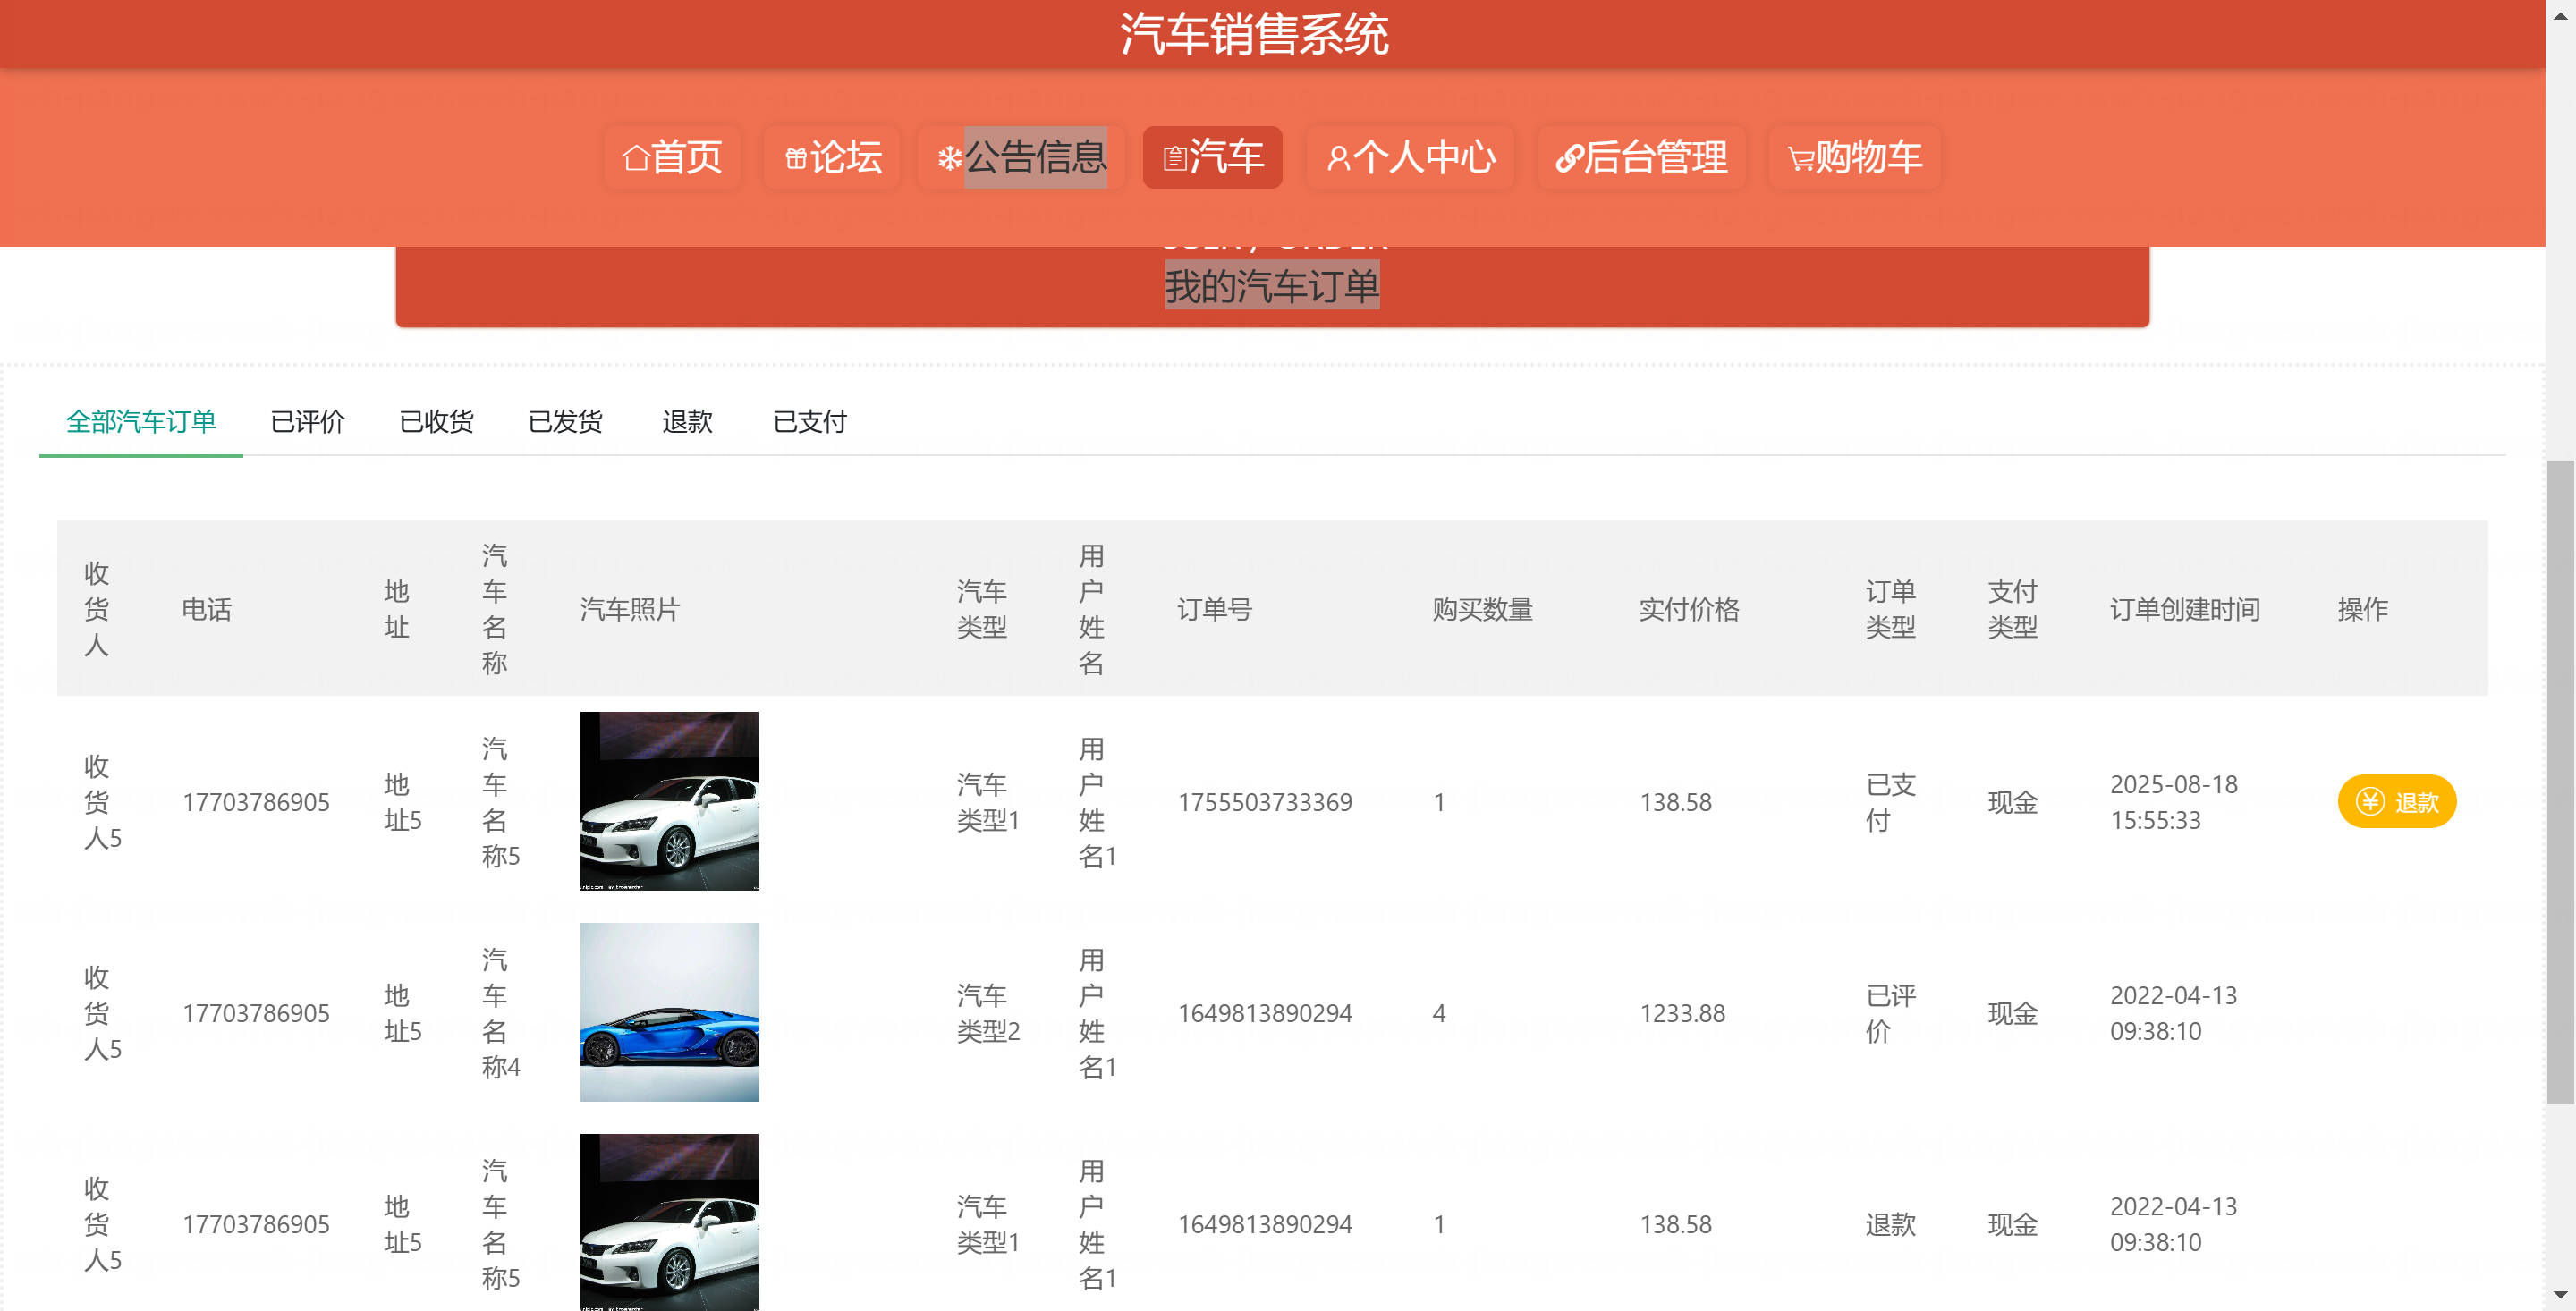 汽车销售系统
首页 论坛 公告信息 汽车 个人中心 后台管理 购物车
我的汽车订单
全部汽车订单 已评价 已收货 已发货 退款 已支付
收货人 电话 地址 汽车名称 汽车照片 汽车类型 用户姓名 订单号 购买数量 实付价格 订单类型 支付类型 订单创建时间 操作
收货人5 17703786905 地址5 汽车名称5 汽车类型1 用户姓名1 1755503733369 1 138.58 已支付 现金 2025-08-18 15:55:33 退款
收货人5 17703786905 地址5 汽车名称4 汽车类型2 用户姓名1 1649813890294 4 1233.88 已评价 现金 2022-04-13 09:38:10
收货人5 17703786905 地址5 汽车名称5 汽车类型1 用户姓名1 1649813890294 1 138.58 退款 现金 2022-04-13 09:38:10